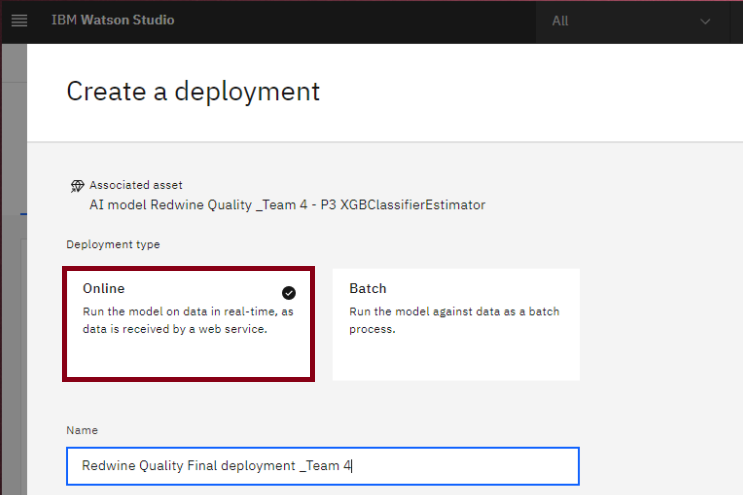 IBM Watson Studio
All
Create a deployment
Associated asset
AI model Redwine Quality _Team 4 - P3 XGBClassifierEstimator
Deployment type
Online
Run the model on data in real-time, as
data is received by a web service.
Batch
Run the model against data as a batch
process.
Name
Redwine Quality Final deployment _Team 4